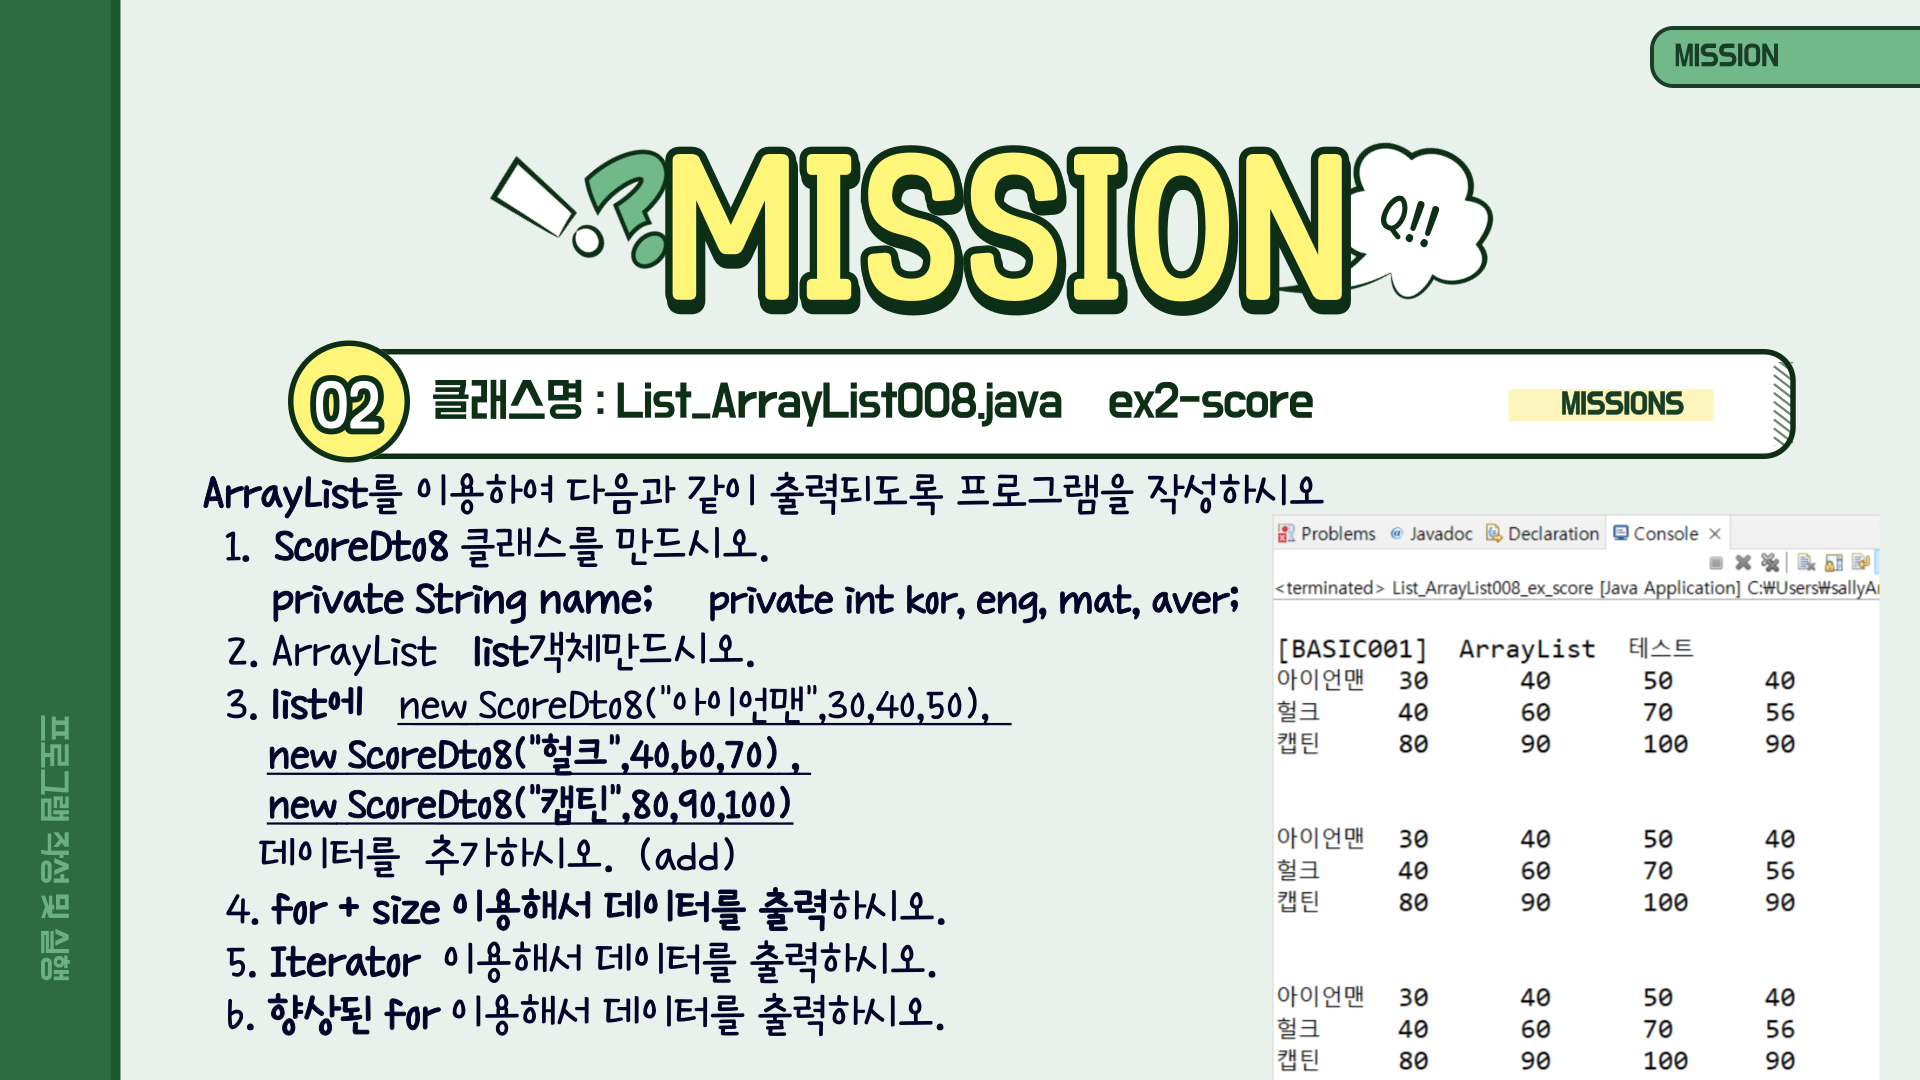 MISSION
MISSION
Q!!
02
클래스명 : List_ArrayList008.java ex2-score
MISSIONS
ArrayList를 이용하여 다음과 같이 출력되도록 프로그램을 작성하시오
1. ScoreDto8 클래스를 만드시오.
private String name; private int kor, eng, mat, aver;
2. ArrayList list객체만드시오.
3. list에 new ScoreDto8("아이언맨",30,40,50),
new ScoreDto8("헐크",40,60,70) ,
new ScoreDto8("캡틴",80,90,100)
데이터를 추가하시오. (add)
4. for + size 이용해서 데이터를 출력하시오.
5. Iterator 이용해서 데이터를 출력하시오.
6. 향상된 for 이용해서 데이터를 출력하시오.
Problems @ Javadoc Declaration Console
<terminated> List_ArrayList008_ex_score [Java Application] C:₩Users₩sallyAr
[BASIC001] ArrayList 테스트
아이언맨 30 40 50 40
헐크 40 60 70 56
캡틴 80 90 100 90
아이언맨 30 40 50 40
헐크 40 60 70 56
캡틴 80 90 100 90
아이언맨 30 40 50 40
헐크 40 60 70 56
캡틴 80 90 100 90
프로그램 작성 및 실행